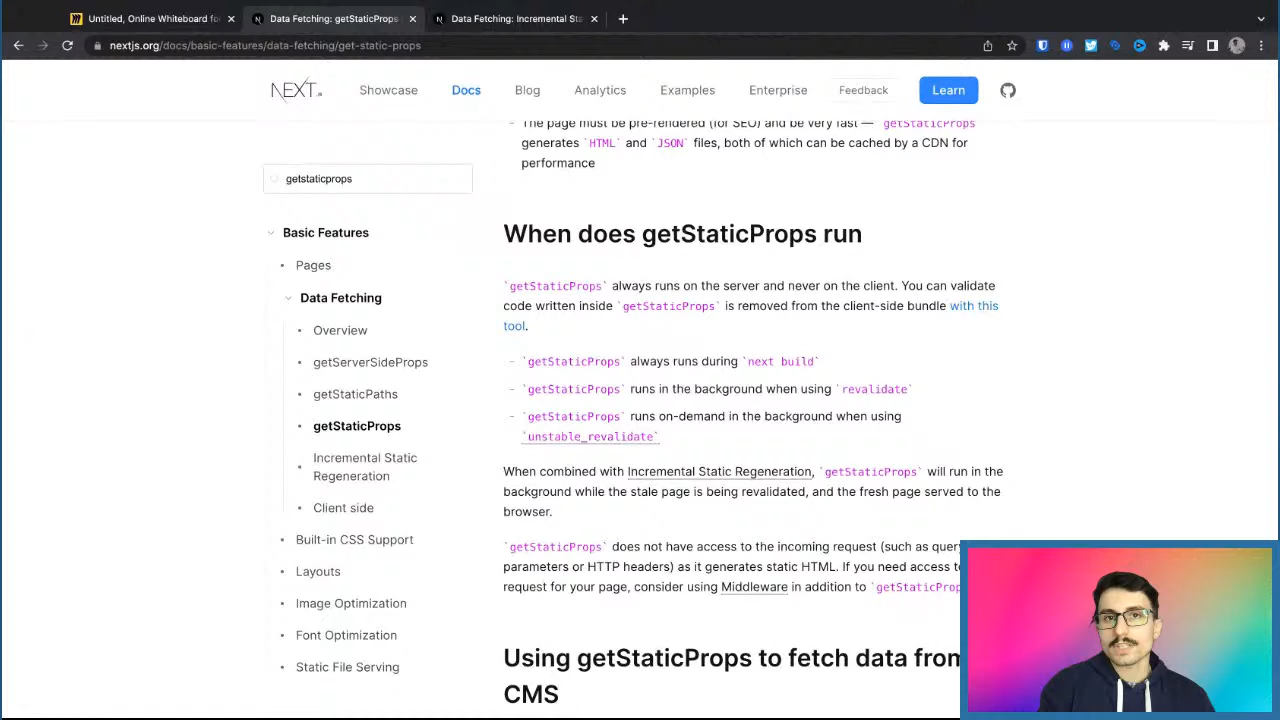 Untitled, Online Whiteboard fo
Data Fetching: getStaticProps
Data Fetching: Incremental Sta
nextjs.org/docs/basic-features/data-fetching/get-static-props
NEXT.js
Showcase
Docs
Blog
Analytics
Examples
Enterprise
Feedback
Learn
getstaticprops
Basic Features
Pages
Data Fetching
Overview
getServerSideProps
getStaticPaths
getStaticProps
Incremental Static
Regeneration
Client side
Built-in CSS Support
Layouts
Image Optimization
Font Optimization
Static File Serving
The page must be pre-rendered (for SEO) and be very fast — `getStaticProps`
generates `HTML` and `JSON` files, both of which can be cached by a CDN for
performance
When does getStaticProps run
`getStaticProps` always runs on the server and never on the client. You can validate
code written inside `getStaticProps` is removed from the client-side bundle with this
tool.
`getStaticProps` always runs during `next build`
`getStaticProps` runs in the background when using `revalidate`
`getStaticProps` runs on-demand in the background when using
`unstable_revalidate`
When combined with Incremental Static Regeneration, `getStaticProps` will run in the
background while the stale page is being revalidated, and the fresh page served to the
browser.
`getStaticProps` does not have access to the incoming request (such as query
parameters or HTTP headers) as it generates static HTML. If you need access to
request for your page, consider using Middleware in addition to `getStaticProp
Using getStaticProps to fetch data from
CMS